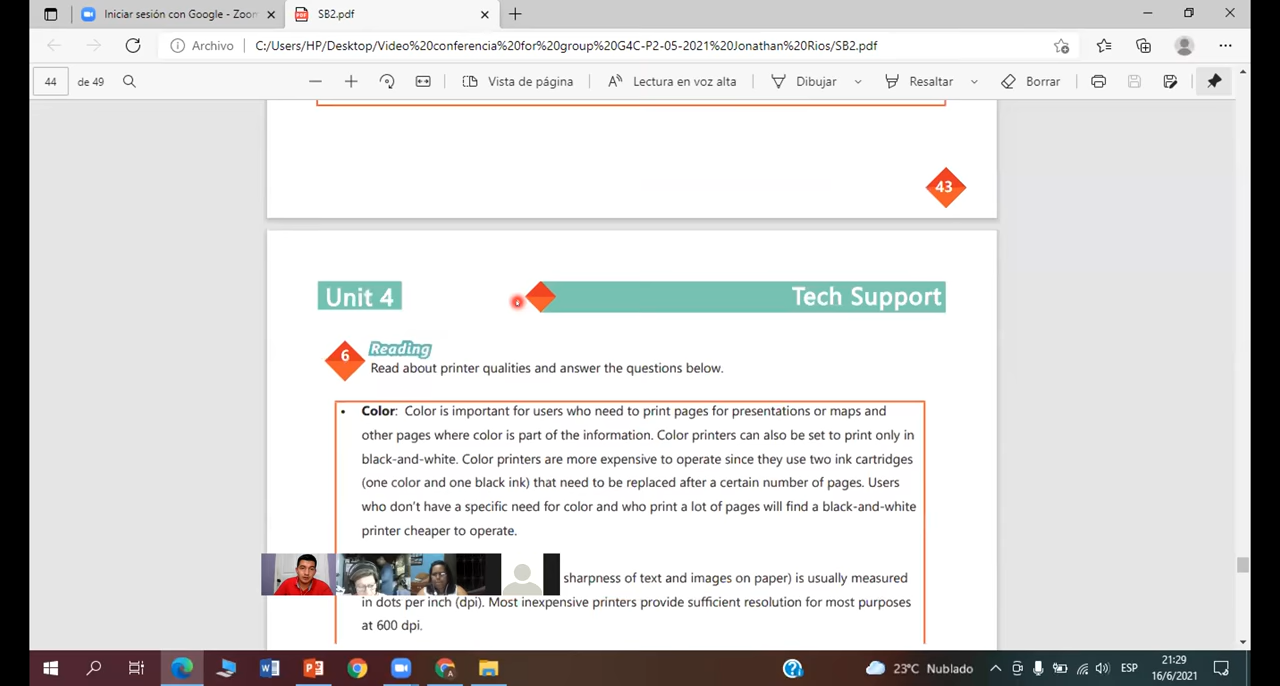 Iniciar sesión con Google - Zoom
SB2.pdf
Archivo
C:/Users/HP/Desktop/Video%20conferencia%20for%20group%20G4C-P2-05-2021%20Jonathan%20Rios/SB2.pdf
44 de 49
Vista de página
Lectura en voz alta
Dibujar
Resaltar
Borrar
43
Unit 4
Tech Support
6 Reading
Read about printer qualities and answer the questions below.
• Color: Color is important for users who need to print pages for presentations or maps and
other pages where color is part of the information. Color printers can also be set to print only in
black-and-white. Color printers are more expensive to operate since they use two ink cartridges
(one color and one black ink) that need to be replaced after a certain number of pages. Users
who don't have a specific need for color and who print a lot of pages will find a black-and-white
printer cheaper to operate.
sharpness of text and images on paper) is usually measured
in dots per inch (dpi). Most inexpensive printers provide sufficient resolution for most purposes
at 600 dpi.
23°C Nublado
ESP
21:29
16/6/2021